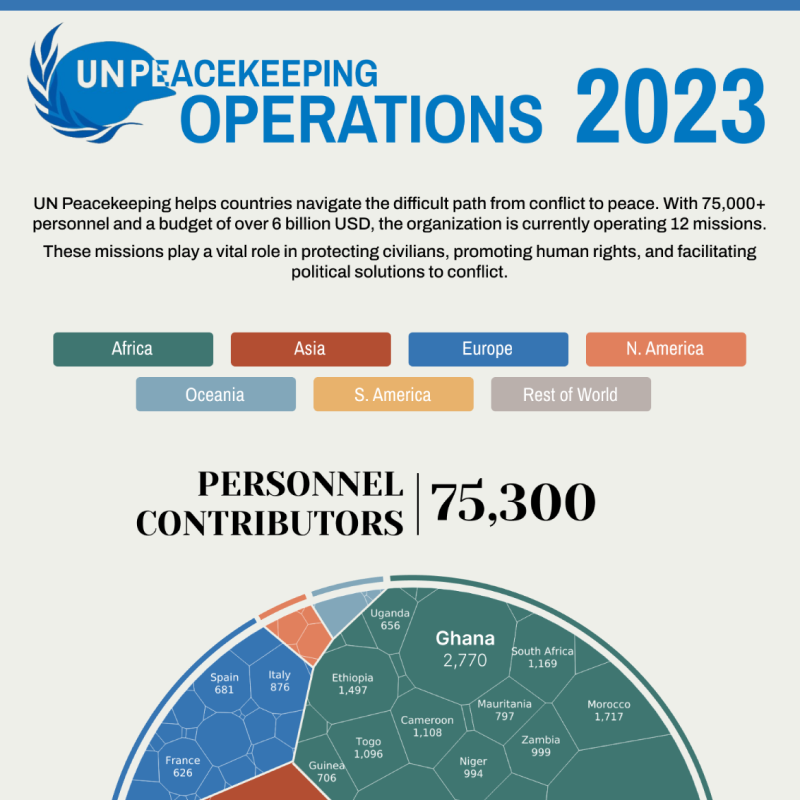 UN PEACEKEEPING
OPERATIONS 2023
UN Peacekeeping helps countries navigate the difficult path from conflict to peace. With 75,000+
personnel and a budget of over 6 billion USD, the organization is currently operating 12 missions.
These missions play a vital role in protecting civilians, promoting human rights, and facilitating
political solutions to conflict.
Africa
Asia
Europe
N. America
Oceania
S. America
Rest of World
PERSONNEL
CONTRIBUTORS
75,300
Uganda
656
Ghana
2,770
South Africa
1,169
Spain
681
Italy
876
Ethiopia
1,497
Mauritania
797
Morocco
1,717
Cameroon
1,108
Togo
1,096
Zambia
999
France
626
Guinea
706
Niger
994